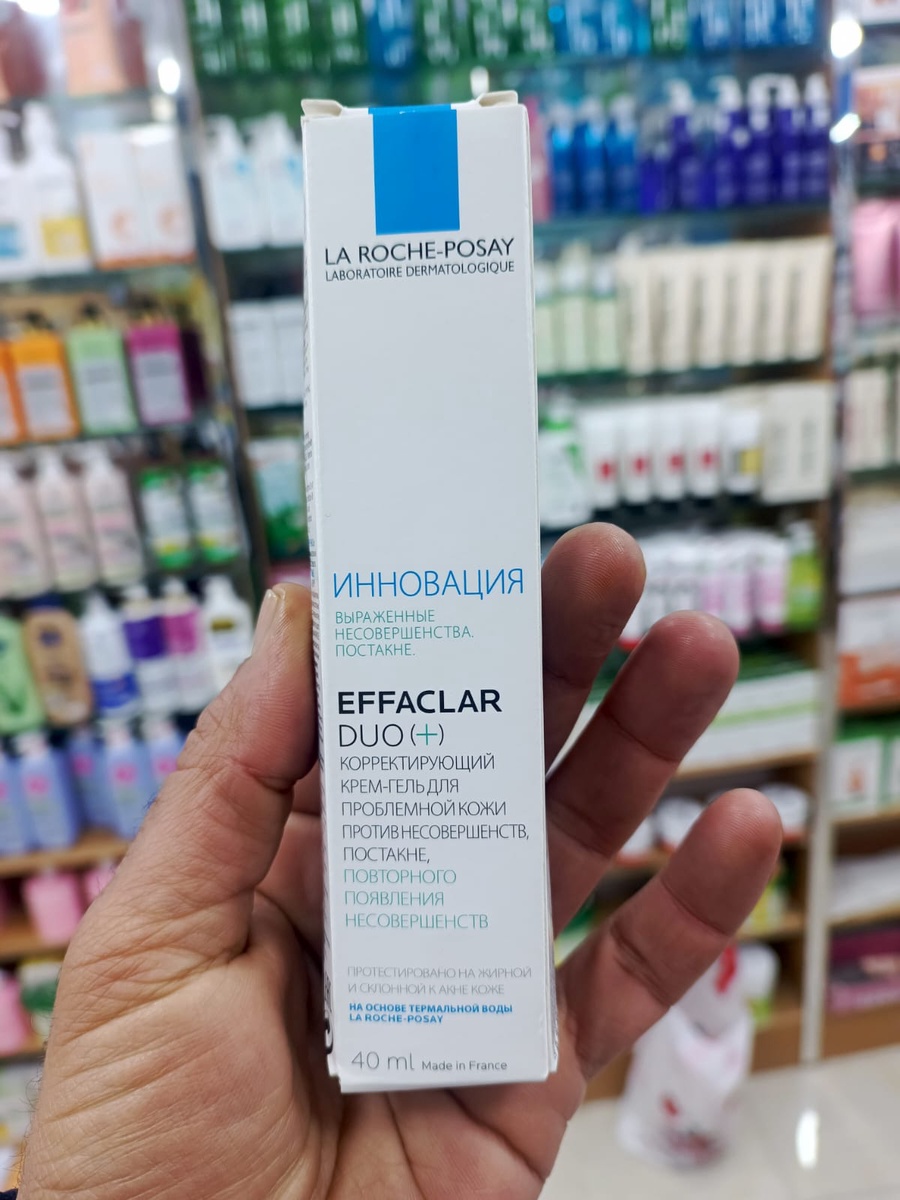 LA ROCHE-POSAY
LABORATOIRE DERMATOLOGIQUE
ИННОВАЦИЯ
ВЫРАЖЕННЫЕ
НЕСОВЕРШЕНСТВА.
ПОСТАКНЕ.
EFFACLAR
DUO (+)
КОРРЕКТИРУЮЩИЙ
КРЕМ-ГЕЛЬ ДЛЯ
ПРОБЛЕМНОЙ КОЖИ
ПРОТИВ НЕСОВЕРШЕНСТВ,
ПОСТАКНЕ,
ПОВТОРНОГО
ПОЯВЛЕНИЯ
НЕСОВЕРШЕНСТВ
ПРОТЕСТИРОВАНО НА ЖИРНОЙ
И СКЛОННОЙ К АКНЕ КОЖЕ
НА ОСНОВЕ ТЕРМАЛЬНОЙ ВОДЫ
LA ROCHE-POSAY
40 ml Made in France